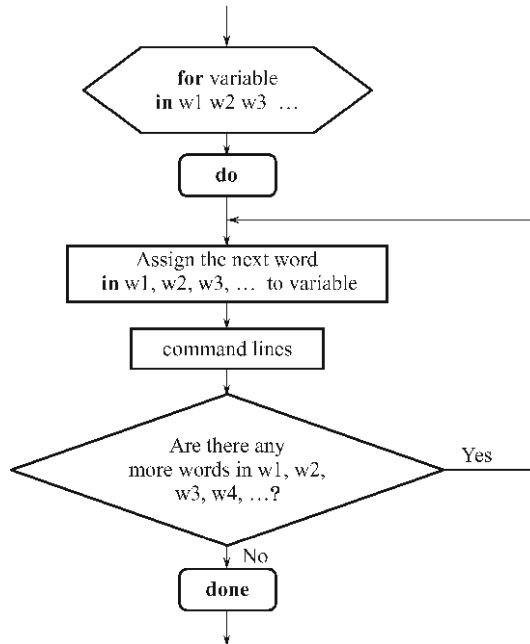 for variable
in w1 w2 w3 …
do
Assign the next word
in w1, w2, w3, … to variable
command lines
Are there any
more words in w1, w2,
w3, w4, …?
Yes
No
done